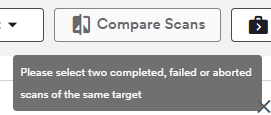 :
Compare Scans
Please select two completed, failed or aborted
scans of the same target